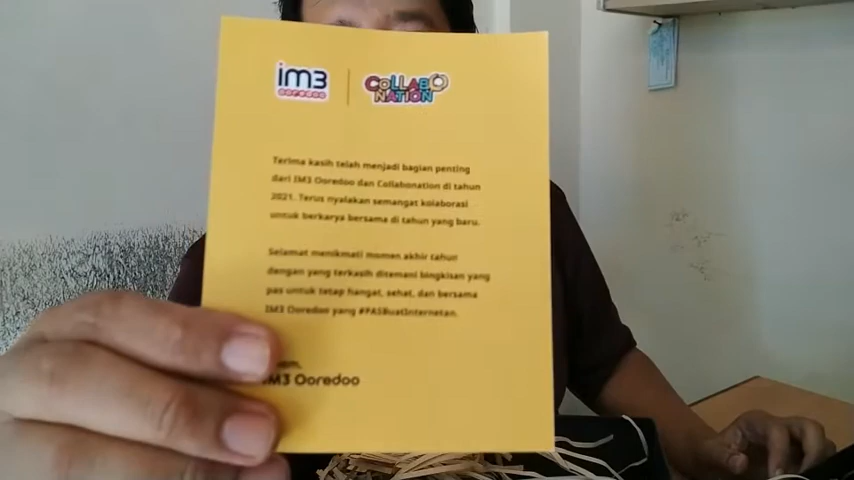 im3
ooredoo
COLLABO
NATION
Terima kasih telah menjadi bagian penting
dari IM3 Ooredoo dan Collabonation di tahun
2021. Terus nyalakan semangat kolaborasi
untuk berkarya bersama di tahun yang baru.
Selamat menikmati momen akhir tahun
dengan yang terkasih ditemani bingkisan yang
pas untuk tetap hangat, sehat, dan bersama
IM3 Ooredoo yang #PASBuatInternetan.
IM3 Ooredoo